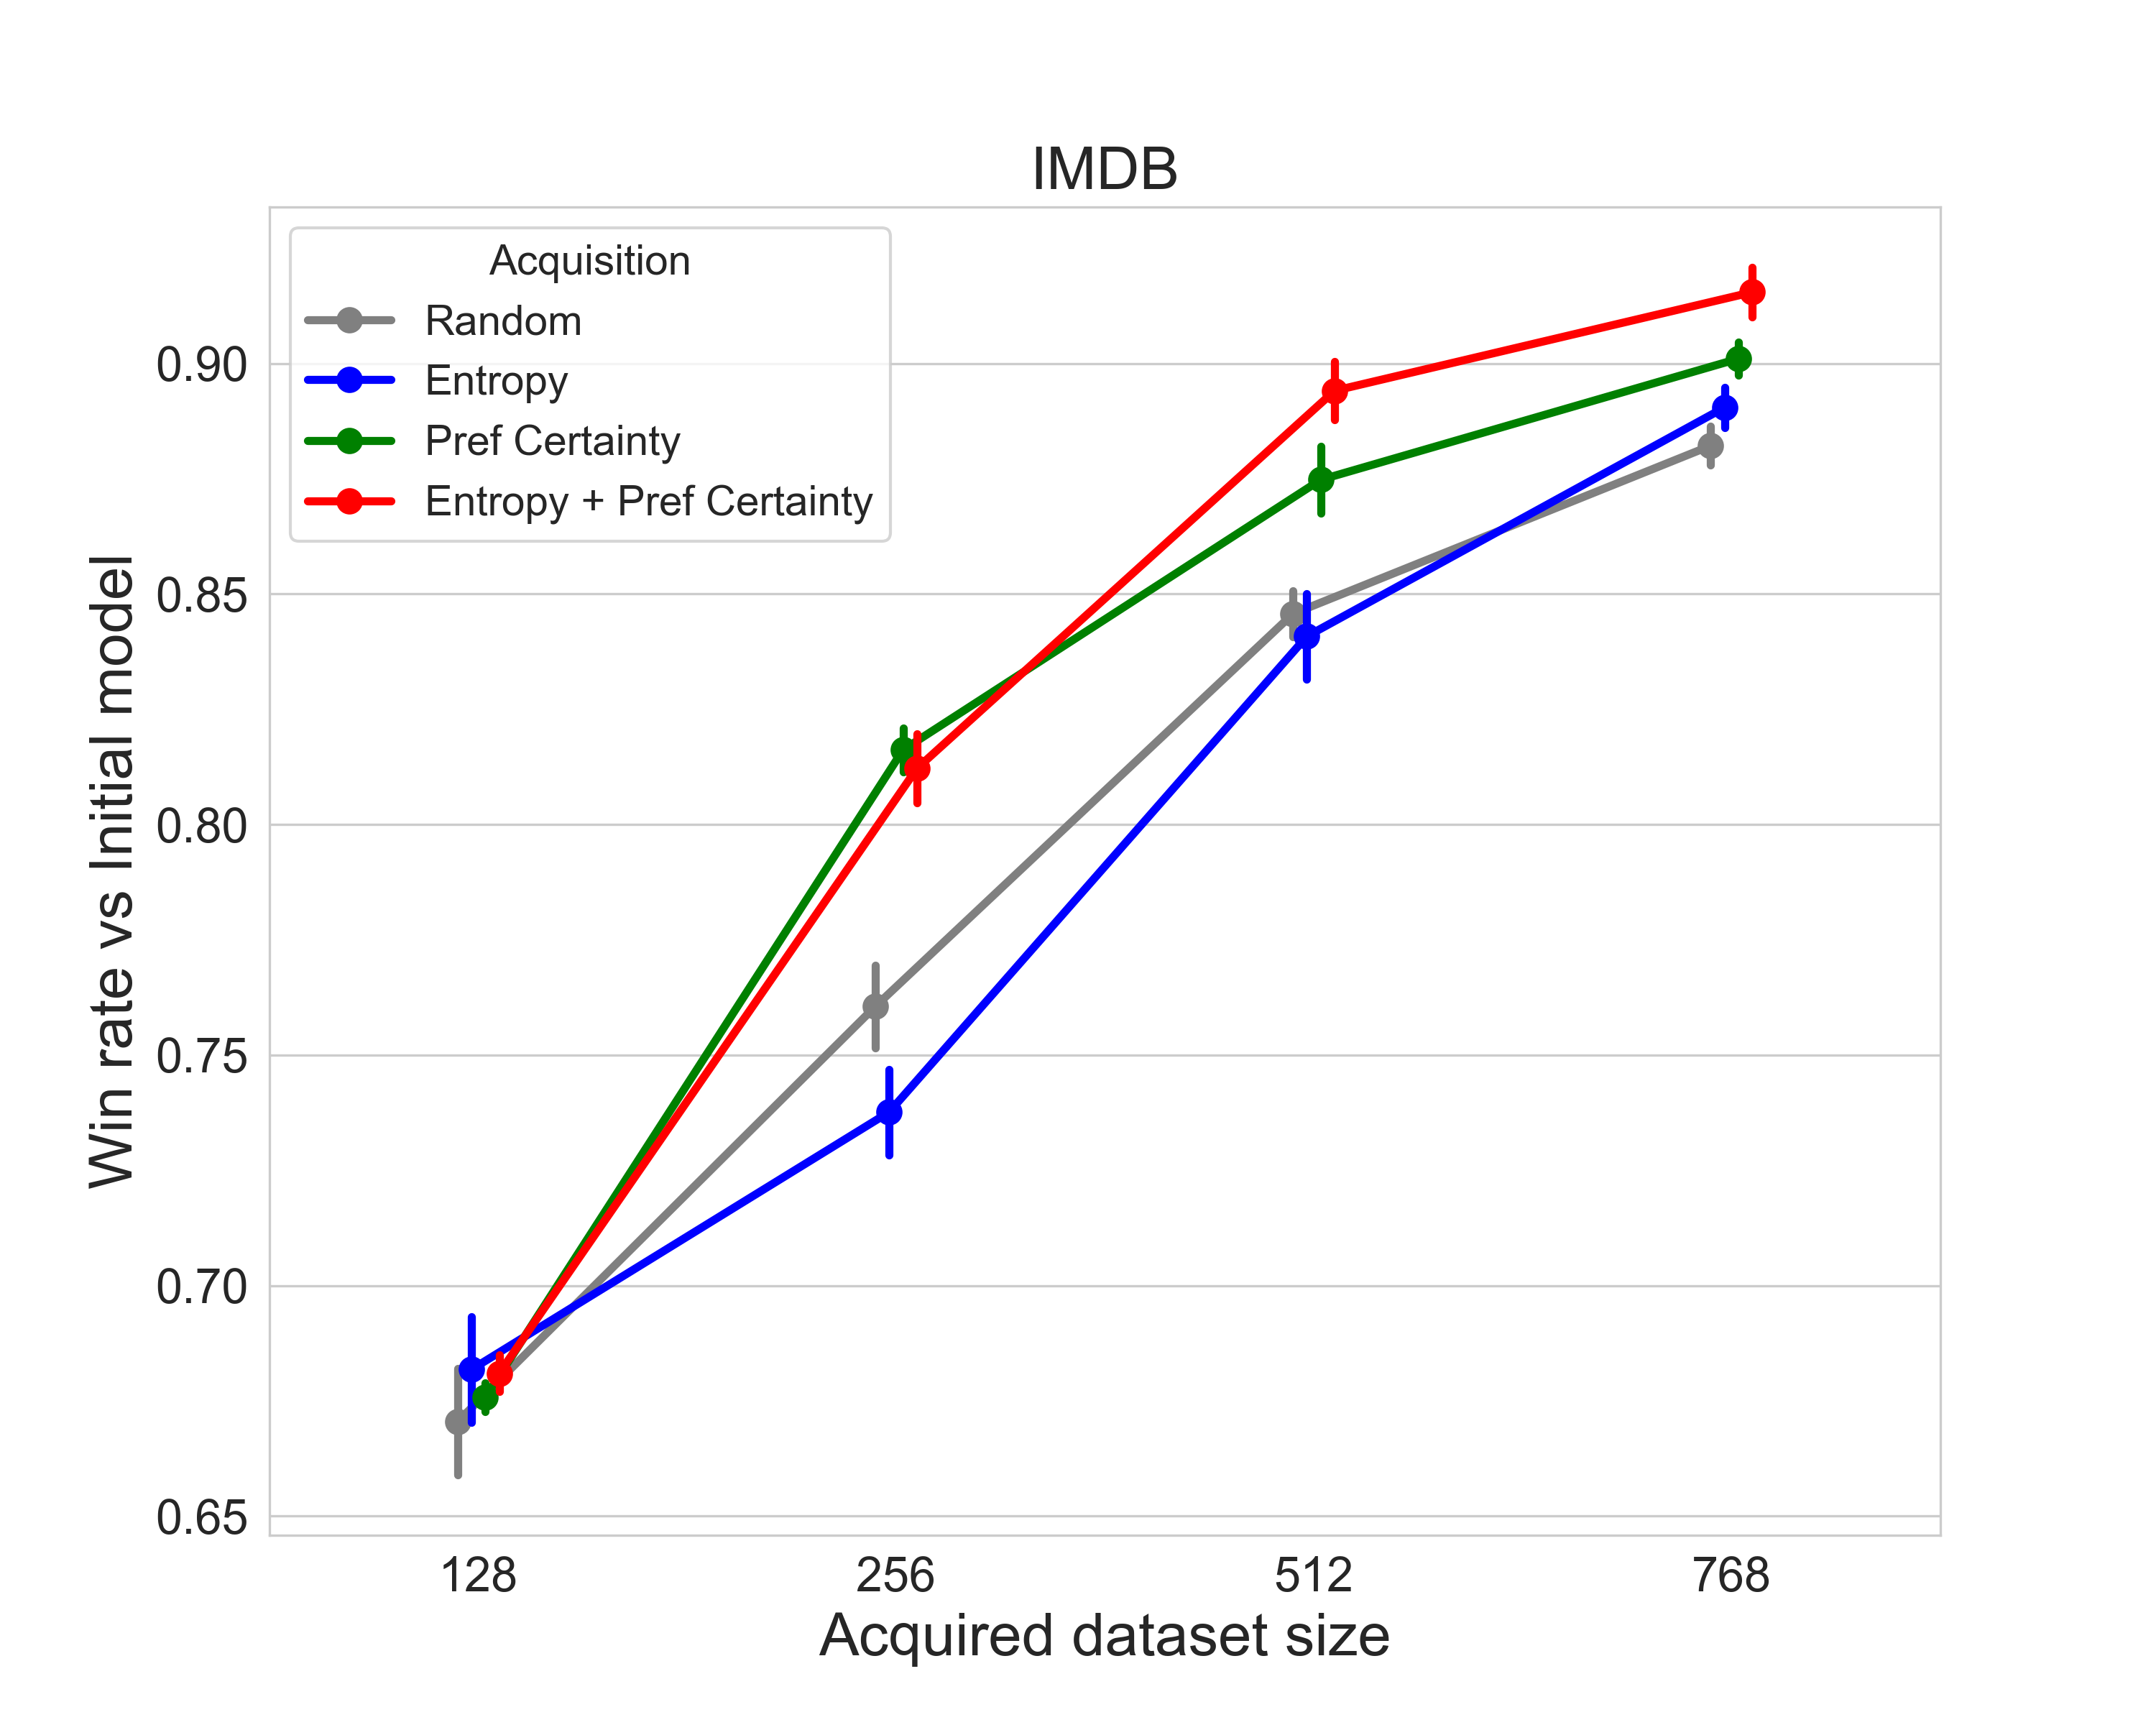 IMDB
Acquisition
Random
Entropy
Pref Certainty
Entropy + Pref Certainty
Win rate vs Initial model
0.90
0.85
0.80
0.75
0.70
0.65
128 256 512 768
Acquired dataset size